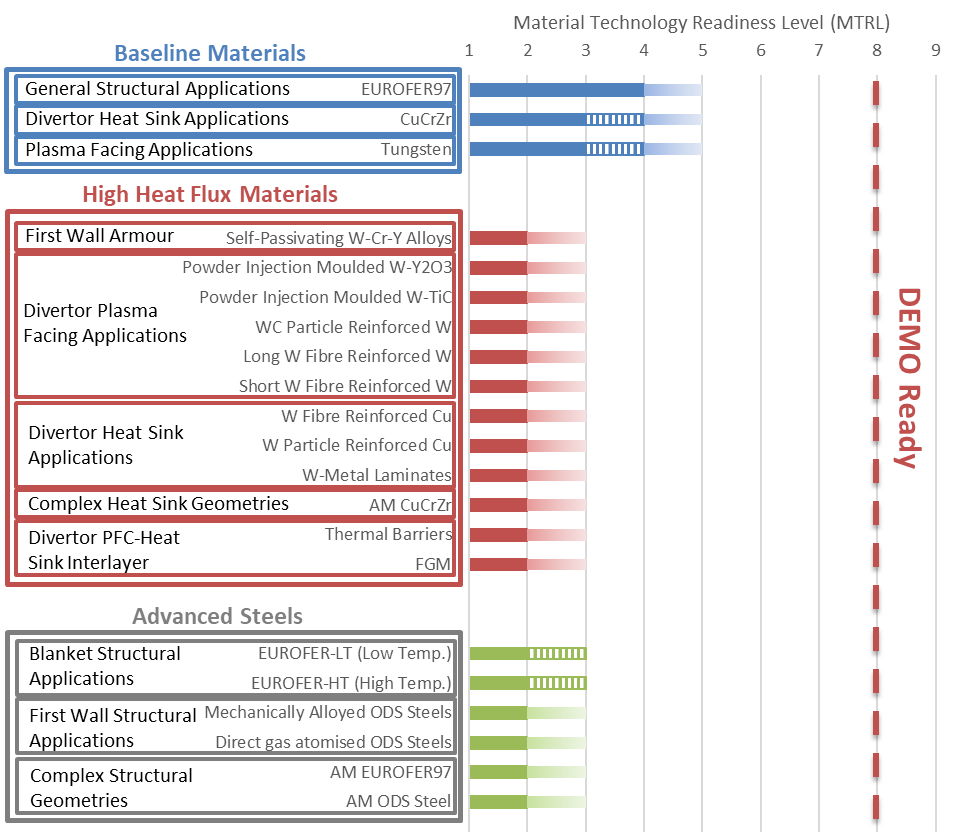 Material Technology Readiness Level (MTRL)
1 2 3 4 5 6 7 8 9
Baseline Materials
General Structural Applications EUROFER97
Divertor Heat Sink Applications CuCrZr
Plasma Facing Applications Tungsten
High Heat Flux Materials
First Wall Armour Self-Passivating W-Cr-Y Alloys
Divertor Plasma
Facing Applications
Powder Injection Moulded W-Y2O3
Powder Injection Moulded W-TiC
WC Particle Reinforced W
Long W Fibre Reinforced W
Short W Fibre Reinforced W
Divertor Heat Sink
Applications
W Fibre Reinforced Cu
W Particle Reinforced Cu
W-Metal Laminates
Complex Heat Sink Geometries AM CuCrZr
Divertor PFC-Heat
Sink Interlayer
Thermal Barriers
FGM
DEMO Ready
Advanced Steels
Blanket Structural
Applications
EUROFER-LT (Low Temp.)
EUROFER-HT (High Temp.)
First Wall Structural
Applications
Mechanically Alloyed ODS Steels
Direct gas atomised ODS Steels
Complex Structural
Geometries
AM EUROFER97
AM ODS Steel